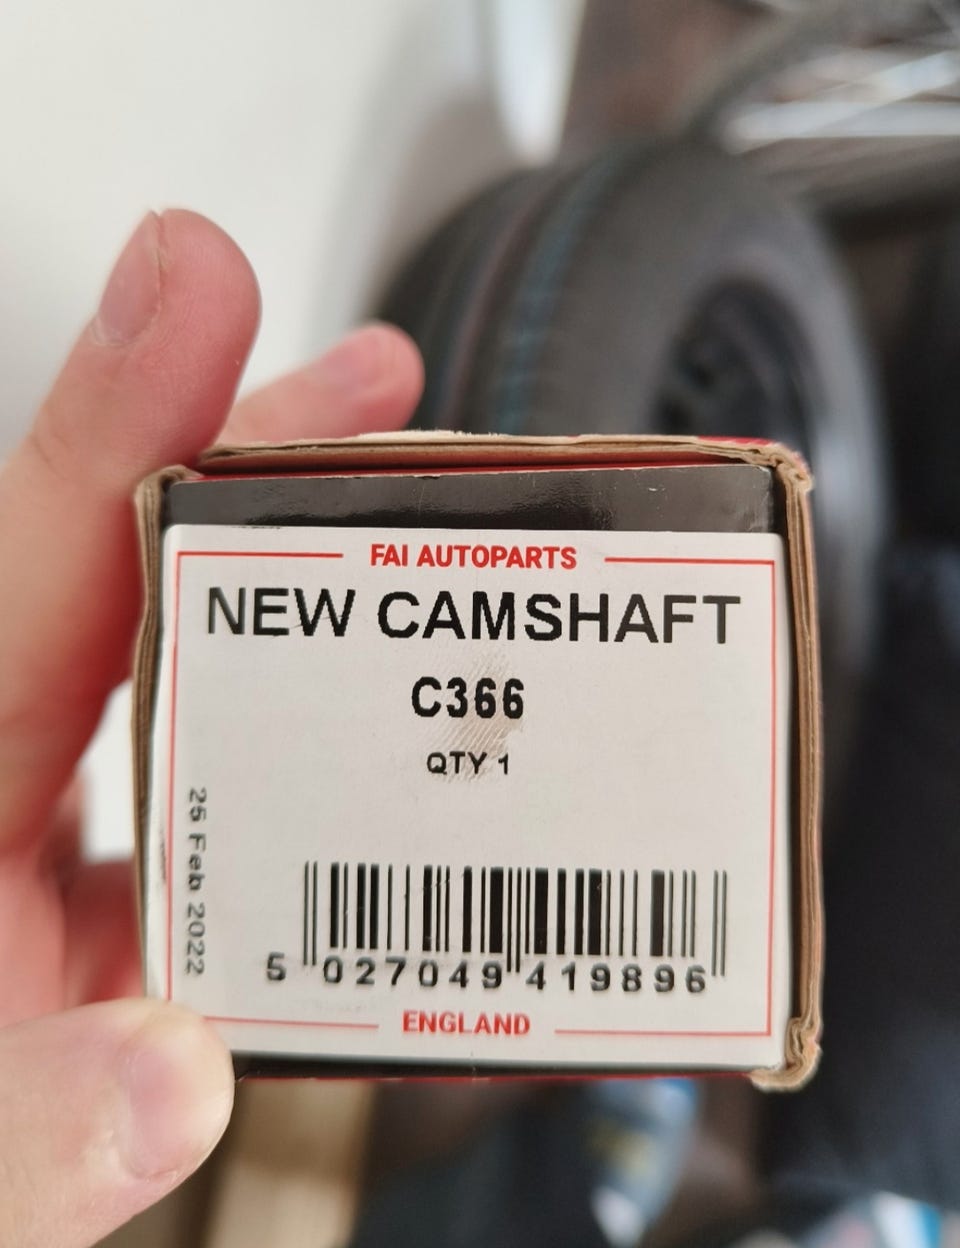 FAI AUTOPARTS
NEW CAMSHAFT
C366
QTY 1
25 Feb 2022
5 027049 419896
ENGLAND